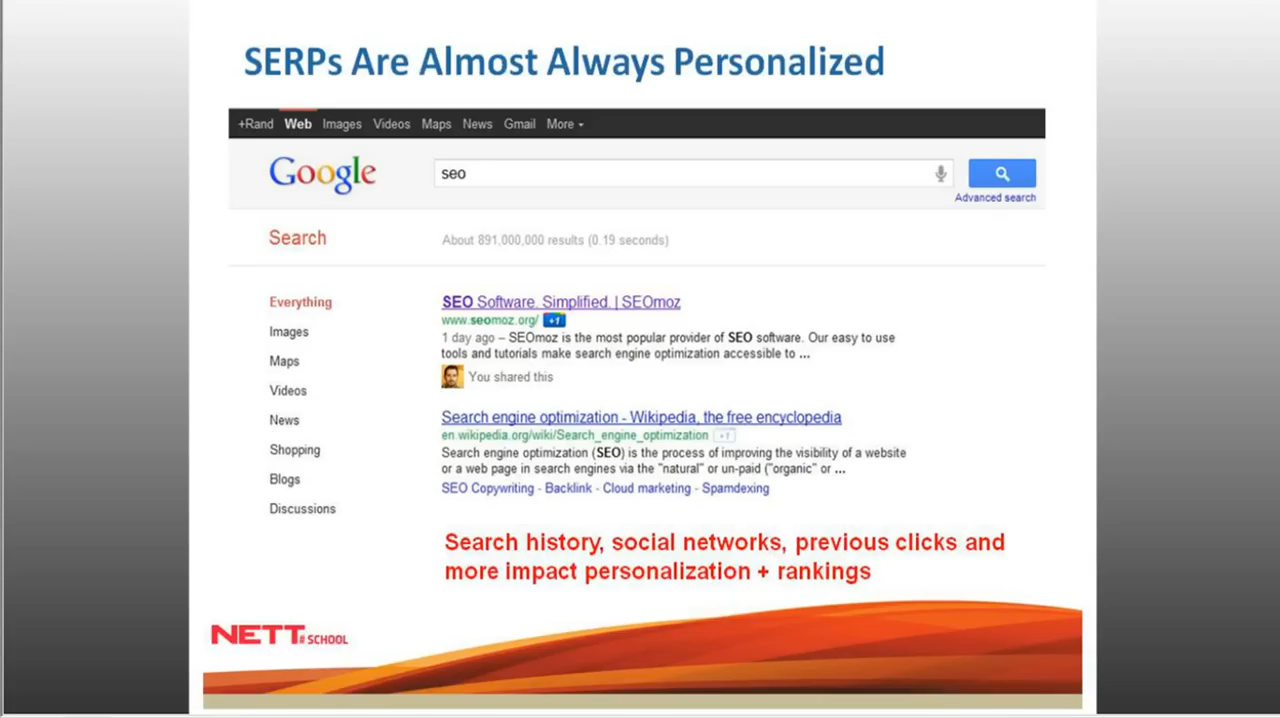 SERPs Are Almost Always Personalized
+Rand Web Images Videos Maps News Gmail More
Google
seo
Advanced search
Search
About 891,000,000 results (0.19 seconds)
Everything
Images
Maps
Videos
News
Shopping
Blogs
Discussions
SEO Software. Simplified. | SEOmoz
www.seomoz.org/ +1
1 day ago – SEOmoz is the most popular provider of SEO software. Our easy to use
tools and tutorials make search engine optimization accessible to ...
You shared this
Search engine optimization - Wikipedia, the free encyclopedia
en.wikipedia.org/wiki/Search_engine_optimization +1
Search engine optimization (SEO) is the process of improving the visibility of a website
or a web page in search engines via the "natural" or un-paid ("organic" or ...
SEO Copywriting - Backlink - Cloud marketing - Spamdexing
Search history, social networks, previous clicks and
more impact personalization + rankings
NETT# SCHOOL